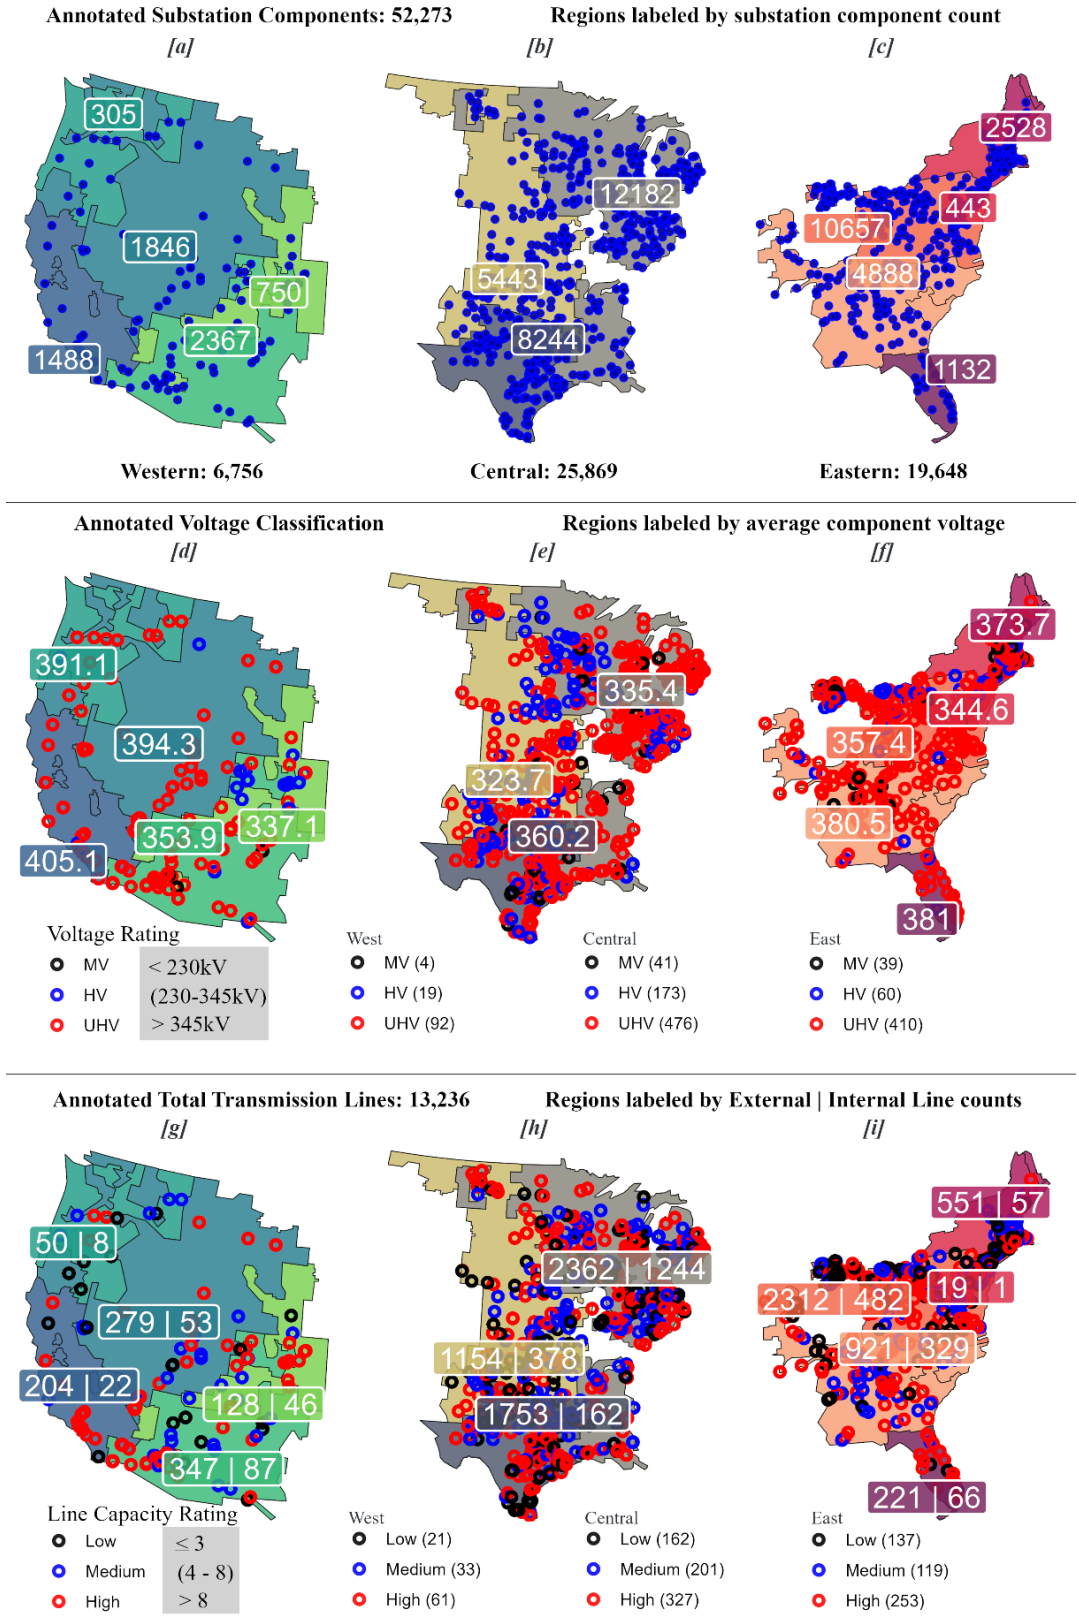 Annotated Substation Components: 52,273 Regions labeled by substation component count
[a] [b] [c]
305
2528
12182
443
10657
1846
4888
5443
750
2367
8244
1488
1132
Western: 6,756 Central: 25,869 Eastern: 19,648
Annotated Voltage Classification Regions labeled by average component voltage
[d] [e] [f]
373.7
391.1
335.4
344.6
394.3
357.4
323.7
337.1
353.9
360.2
380.5
405.1
381
Voltage Rating West Central East
MV < 230kV MV (4) MV (41) MV (39)
HV (230-345kV) HV (19) HV (173) HV (60)
UHV > 345kV UHV (92) UHV (476) UHV (410)
Annotated Total Transmission Lines: 13,236 Regions labeled by External | Internal Line counts
[g] [h] [i]
551 | 57
50 | 8
2362 | 1244
19 | 1
2312 | 482
279 | 53
921 | 329
1154 | 378
204 | 22
128 | 46
1753 | 162
347 | 87
221 | 66
Line Capacity Rating West Central East
Low ≤ 3 Low (21) Low (162) Low (137)
Medium (4 - 8) Medium (33) Medium (201) Medium (119)
High > 8 High (61) High (327) High (253)